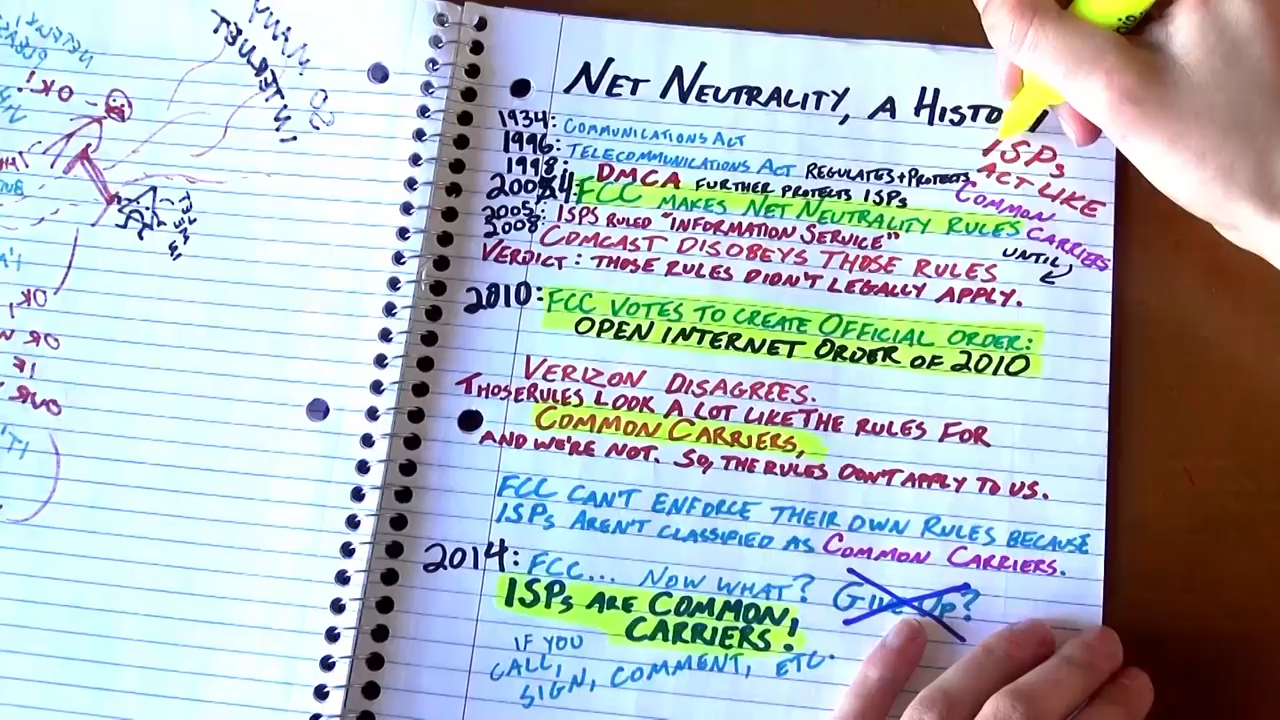 NET NEUTRALITY, A HISTO
1934: COMMUNICATIONS ACT
1996: TELECOMMUNICATIONS ACT REGULATES + PROTECTS
ISPs
ACT LIKE
COMMON
CARRIERS
UNTIL
1998: DMCA FURTHER PROTECTS ISPs
2004: FCC MAKES NET NEUTRALITY RULES
2005: ISPs RULED "INFORMATION SERVICE"
2008: COMCAST DISOBEYS THOSE RULES
VERDICT: THOSE RULES DIDN'T LEGALLY APPLY.
2010: FCC VOTES TO CREATE OFFICIAL ORDER:
OPEN INTERNET ORDER OF 2010
VERIZON DISAGREES.
THOSE RULES LOOK A LOT LIKE THE RULES FOR
COMMON CARRIERS,
AND WE'RE NOT. SO, THE RULES DON'T APPLY TO US.
FCC CAN'T ENFORCE THEIR OWN RULES BECAUSE
ISPs AREN'T CLASSIFIED AS COMMON CARRIERS.
2014: FCC... NOW WHAT? GIVE UP?
ISPs ARE COMMON,
CARRIERS!
IF YOU
CALL,
SIGN, COMMENT, ETC.
OK!
INTERNET